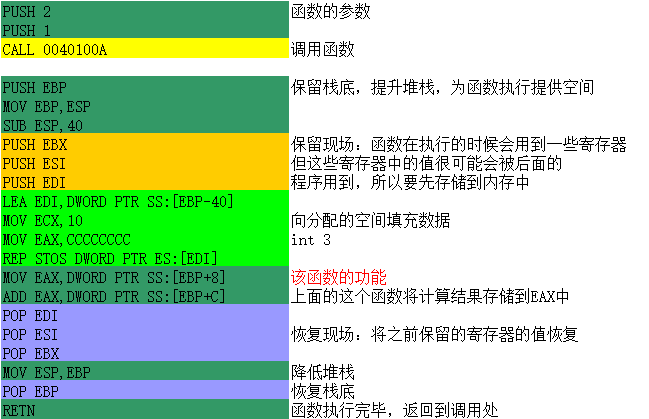 PUSH 2 函数的参数
PUSH 1
CALL 0040100A 调用函数
PUSH EBP 保留栈底，提升堆栈，为函数执行提供空间
MOV EBP,ESP
SUB ESP,40
PUSH EBX 保留现场：函数在执行的时候会用到一些寄存器
PUSH ESI 但这些寄存器中的值很可能会被后面的
PUSH EDI 程序用到，所以要先存储到内存中
LEA EDI,DWORD PTR SS:[EBP-40]
MOV ECX,10 向分配的空间填充数据
MOV EAX,CCCCCCCC int 3
REP STOS DWORD PTR ES:[EDI]
MOV EAX,DWORD PTR SS:[EBP+8] 该函数的功能
ADD EAX,DWORD PTR SS:[EBP+C] 上面的这个函数将计算结果存储到EAX中
POP EDI
POP ESI 恢复现场：将之前保留的寄存器的值恢复
POP EBX
MOV ESP,EBP 降低堆栈
POP EBP 恢复栈底
RETN 函数执行完毕，返回到调用处